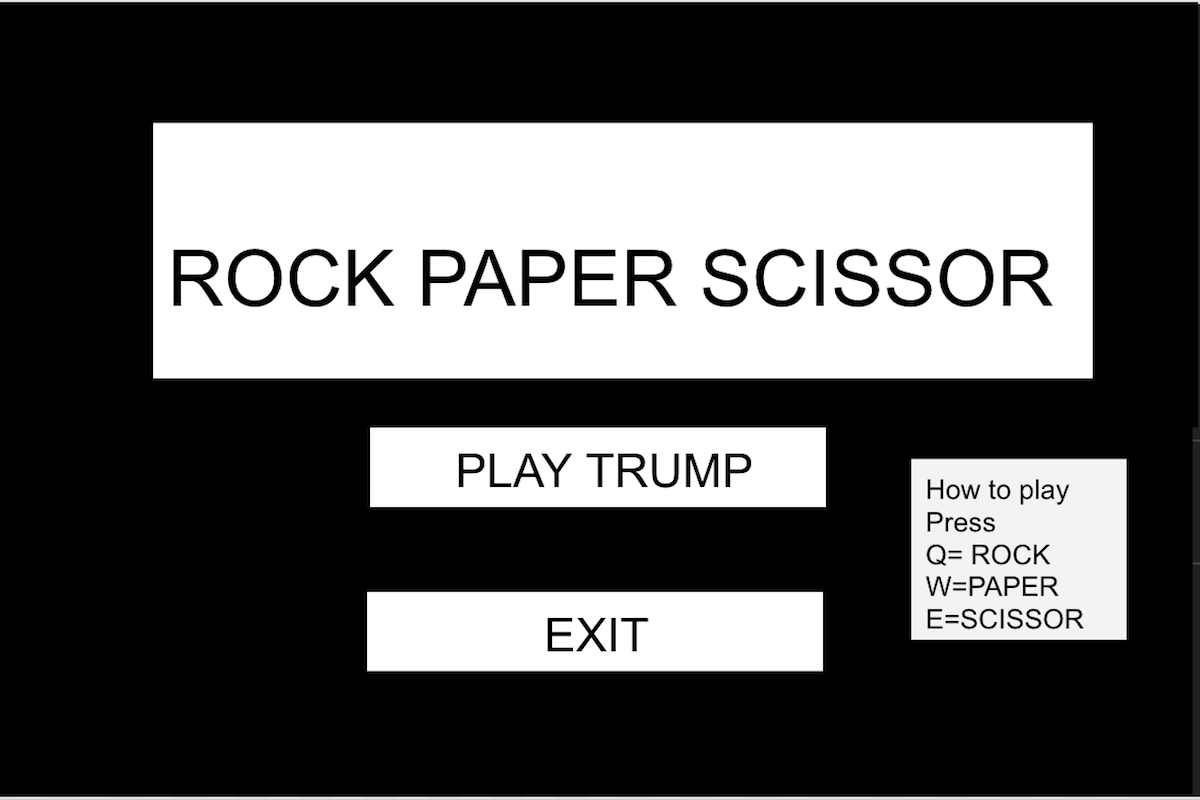 ROCK PAPER SCISSOR
PLAY TRUMP
How to play
Press
Q= ROCK
W=PAPER
E=SCISSOR
EXIT